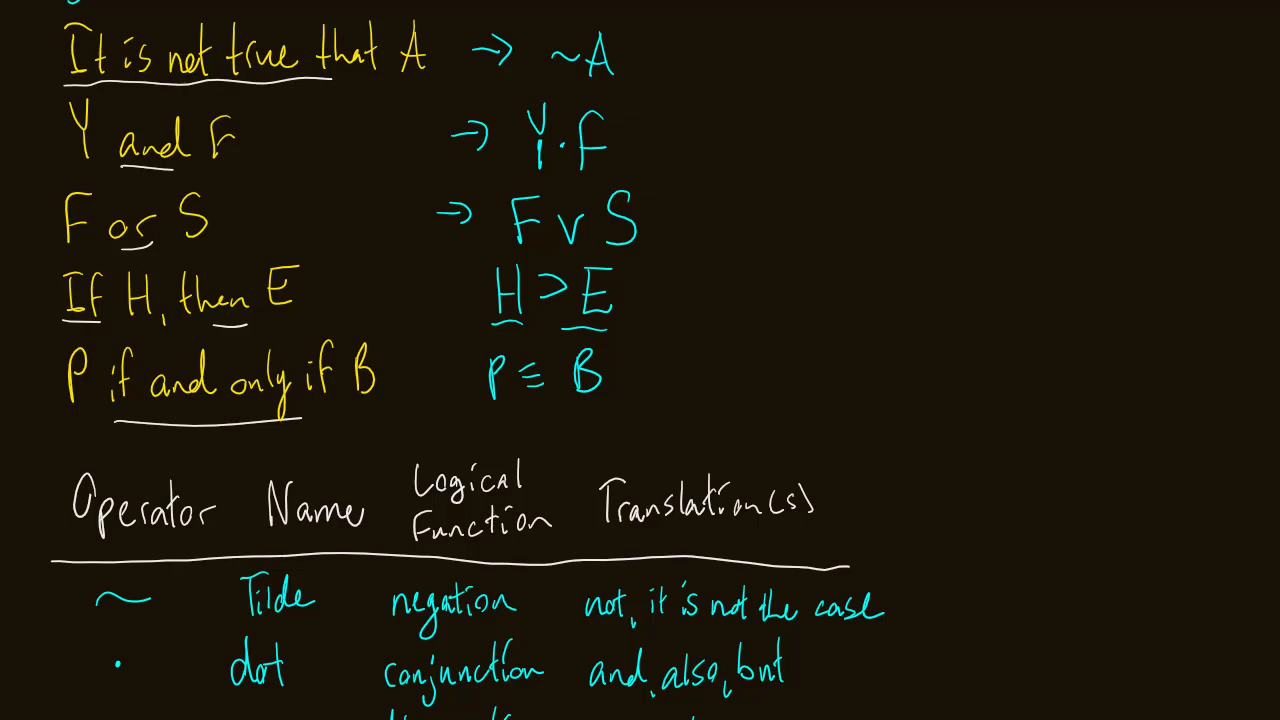 It is not true that A → ~A
Y and F → Y · F
F or S → F v S
If H, then E H ⊃ E
P if and only if B P ≡ B
Operator Name Logical Function Translation(s)
~ Tilde negation not, it is not the case
· dot conjunction and, also, but